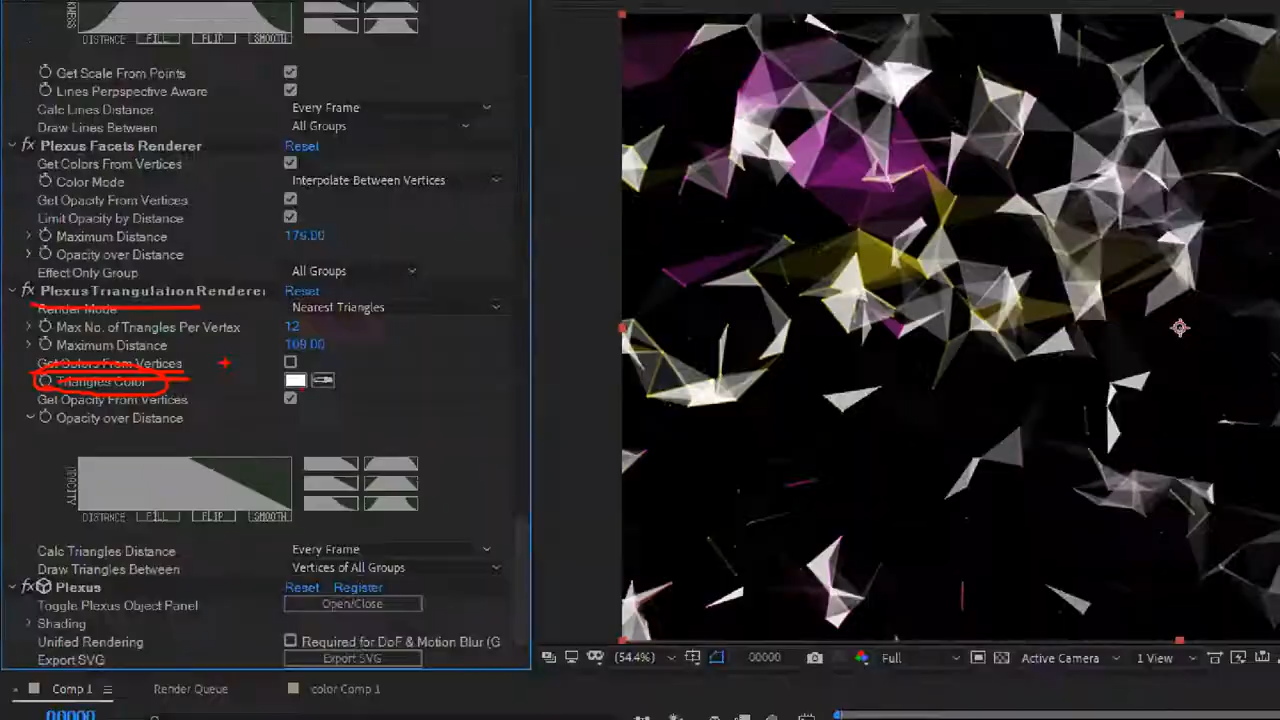 DISTANCE FILL FLIP SMOOTH
Get Scale From Points
Lines Perpspective Aware
Calc Lines Distance Every Frame
Draw Lines Between All Groups
fx Plexus Facets Renderer Reset
Get Colors From Vertices
Color Mode Interpolate Between Vertices
Get Opacity From Vertices
Limit Opacity by Distance
Maximum Distance 176.00
Opacity over Distance
Effect Only Group All Groups
fx Plexus Triangulation Renderer Reset
Render Mode Nearest Triangles
Max No. of Triangles Per Vertex 12
Maximum Distance 109.00
Get Colors From Vertices
Triangles Color
Get Opacity From Vertices
Opacity over Distance
OPACITY
DISTANCE FILL FLIP SMOOTH
Calc Triangles Distance Every Frame
Draw Triangles Between Vertices of All Groups
fx Plexus Reset Register
Toggle Plexus Object Panel Open/Close
Shading
Unified Rendering Required for DoF & Motion Blur (G
Export SVG Export SVG
(54.4%) 00000 Full Active Camera 1 View
Comp 1 Render Queue color Comp 1
00000